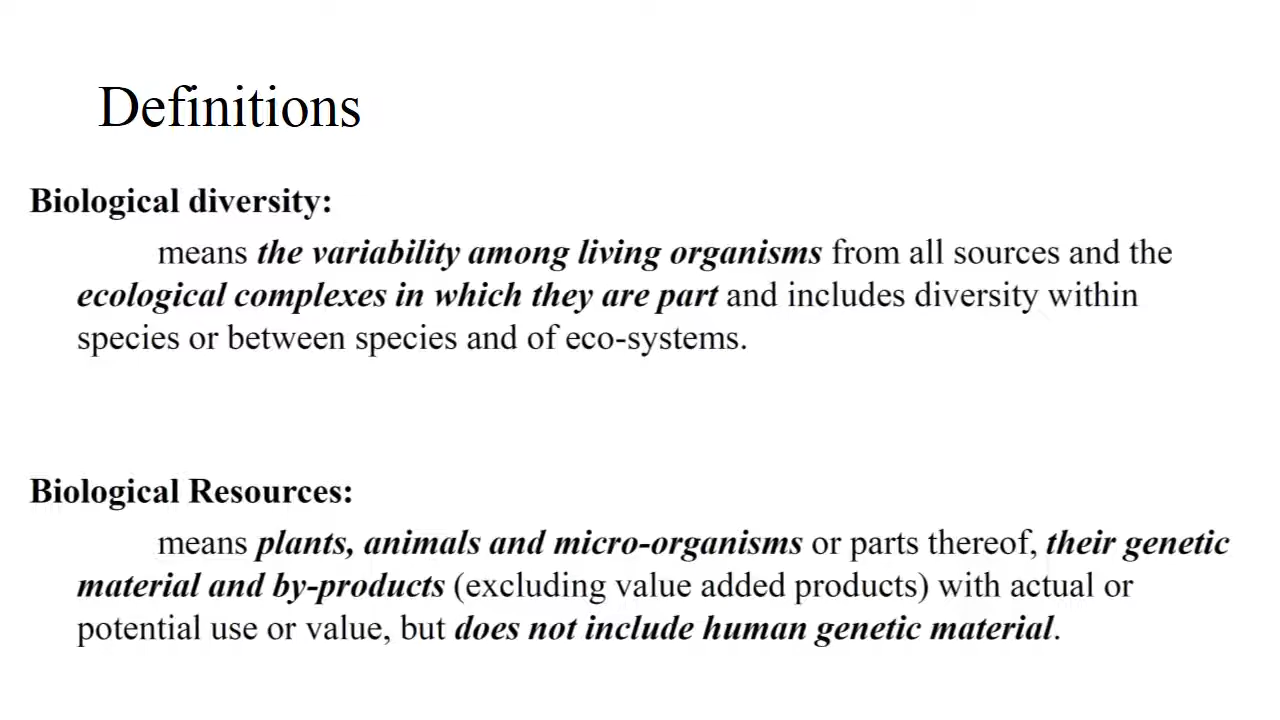 Definitions
Biological diversity:
means the variability among living organisms from all sources and the
ecological complexes in which they are part and includes diversity within
species or between species and of eco-systems.
Biological Resources:
means plants, animals and micro-organisms or parts thereof, their genetic
material and by-products (excluding value added products) with actual or
potential use or value, but does not include human genetic material.